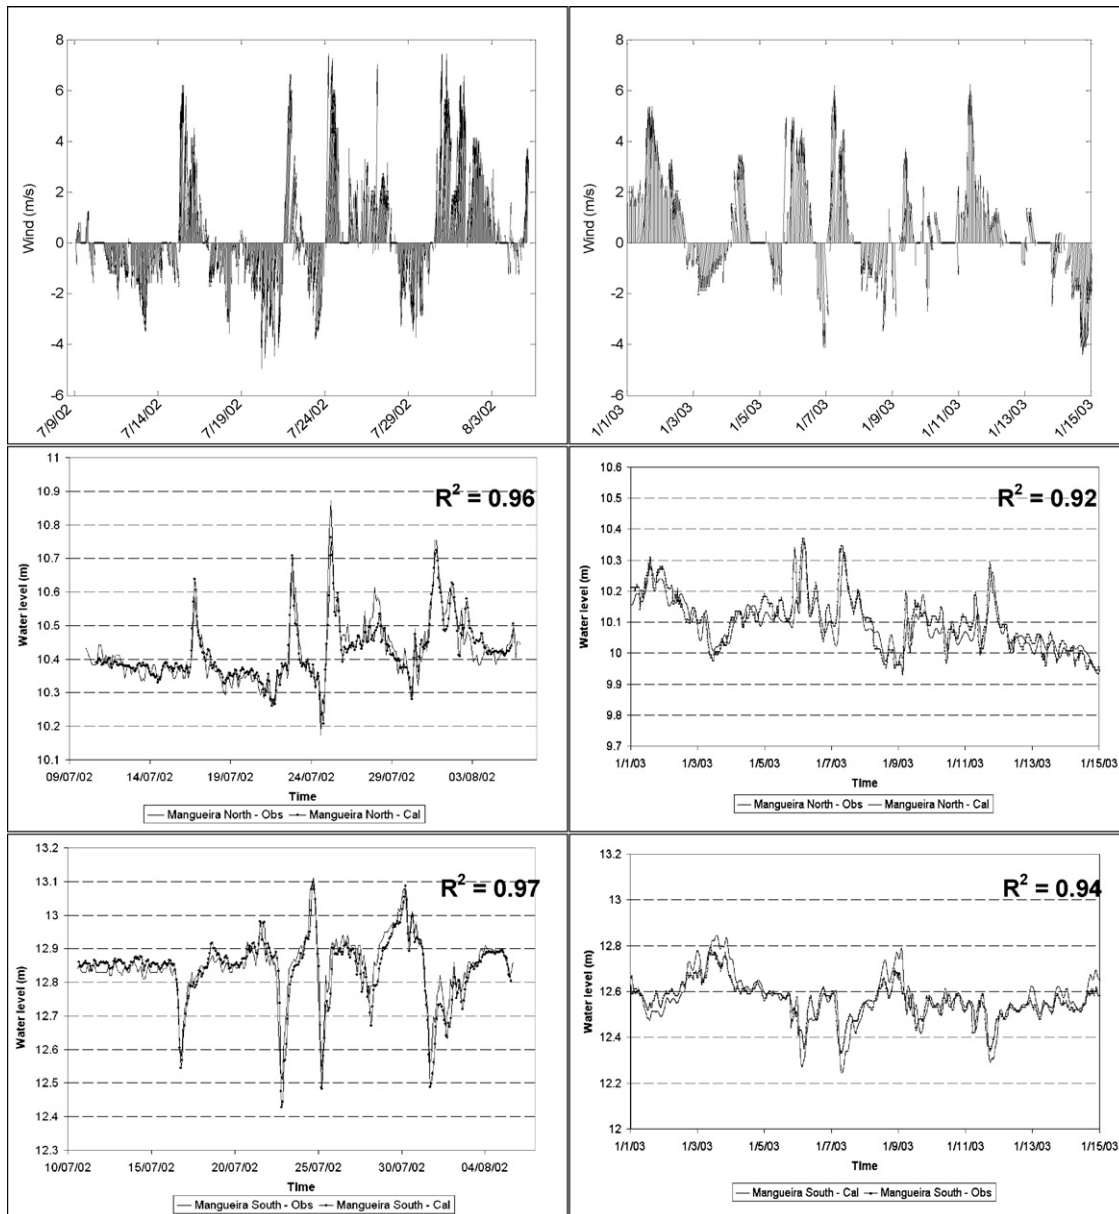 8
6
4
2
0
-2
-4
-6
Wind (m/s)
7/9/02 7/14/02 7/19/02 7/24/02 7/29/02 8/3/02
8
6
4
2
0
-2
-4
-6
Wind (m/s)
1/1/03 1/3/03 1/5/03 1/7/03 1/9/03 1/11/03 1/13/03 1/15/03
11
10.9
10.8
10.7
10.6
10.5
10.4
10.3
10.2
10.1
Water level (m)
R² = 0.96
09/07/02 14/07/02 19/07/02 24/07/02 29/07/02 03/08/02
Time
Mangueira North - Obs Mangueira North - Cal
10.6
10.5
10.4
10.3
10.2
10.1
10
9.9
9.8
9.7
Water level (m)
R² = 0.92
1/1/03 1/3/03 1/5/03 1/7/03 1/9/03 1/11/03 1/13/03 1/15/03
Time
Mangueira North - Obs Mangueira North - Cal
13.2
13.1
13
12.9
12.8
12.7
12.6
12.5
12.4
12.3
Water level (m)
R² = 0.97
10/07/02 15/07/02 20/07/02 25/07/02 30/07/02 04/08/02
Time
Mangueira South - Obs Mangueira South - Cal
13.2
13
12.8
12.6
12.4
12.2
12
Water level (m)
R² = 0.94
1/1/03 1/3/03 1/5/03 1/7/03 1/9/03 1/11/03 1/13/03 1/15/03
Time
Mangueira South - Cal Mangueira South - Obs